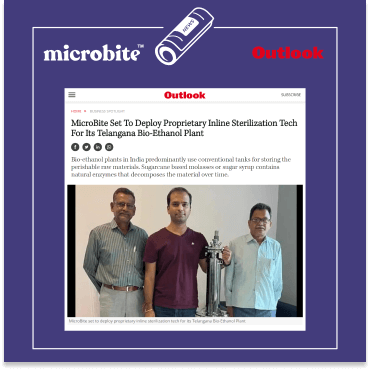 microbite™
NEWS
Outlook
Outlook
SUBSCRIBE
HOME
BUSINESS SPOTLIGHT
MicroBite Set To Deploy Proprietary Inline Sterilization Tech
For Its Telangana Bio-Ethanol Plant
Bio-ethanol plants in India predominantly use conventional tanks for storing the
perishable raw materials. Sugarcane based molasses or sugar syrup contains
natural enzymes that decomposes the material over time.
MicroBite set to deploy proprietary inline sterilization tech for its Telangana Bio Ethanol Plant